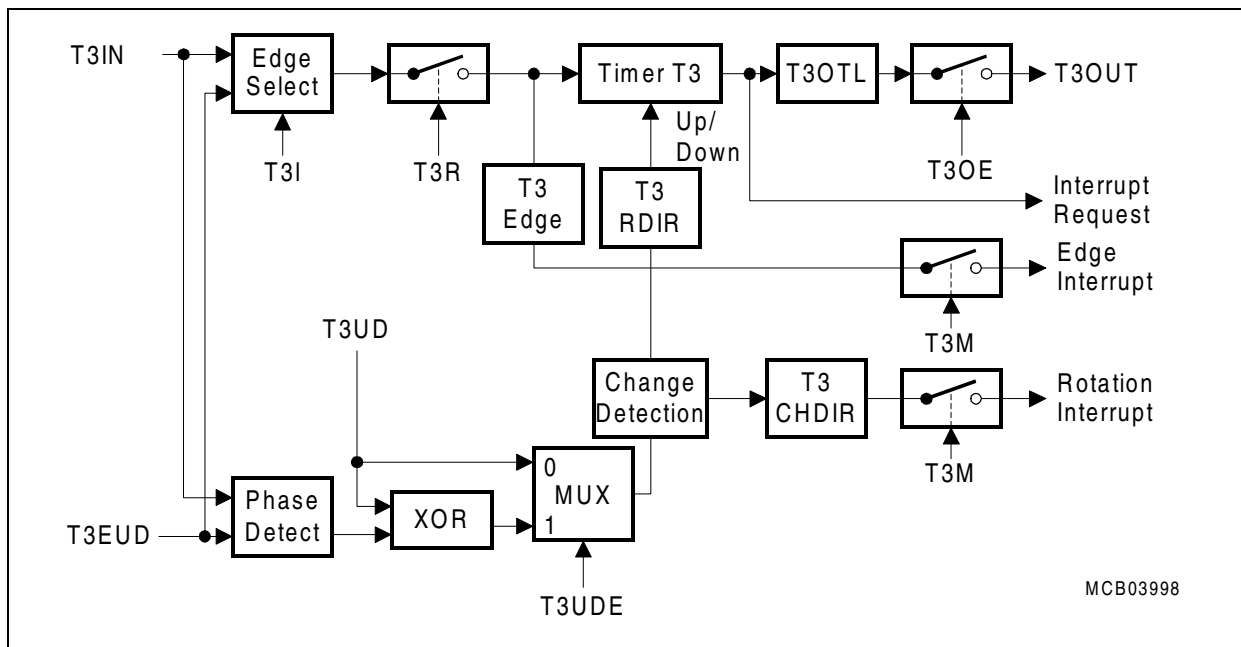 T3IN
Edge
Select
Timer T3
T3OTL
T3OUT
Up/
Down
T3I
T3R
T3OE
T3
Edge
T3
RDIR
Interrupt
Request
Edge
Interrupt
T3UD
T3M
Change
Detection
T3
CHDIR
Rotation
Interrupt
0
MUX
1
T3M
Phase
Detect
XOR
T3EUD
T3UDE
MCB03998